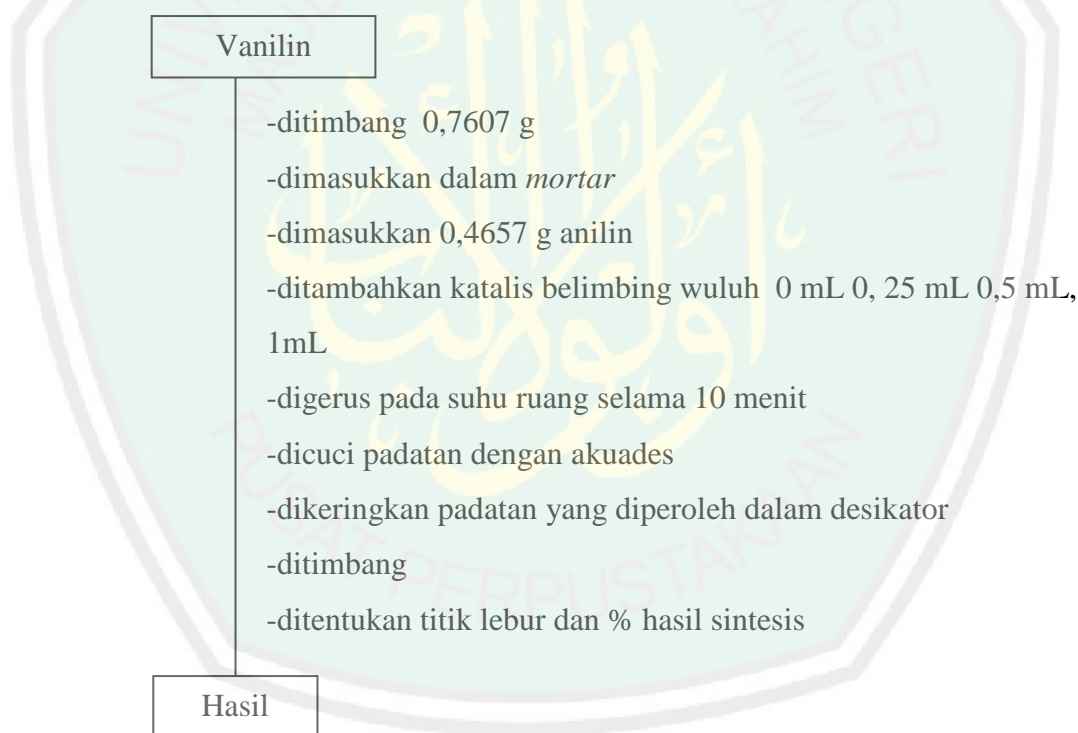 Vanilin
-ditimbang 0,7607 g
-dimasukkan dalam mortar
-dimasukkan 0,4657 g anilin
-ditambahkan katalis belimbing wuluh 0 mL 0, 25 mL 0,5 mL,
1mL
-digerus pada suhu ruang selama 10 menit
-dicuci padatan dengan akuades
-dikeringkan padatan yang diperoleh dalam desikator
-ditimbang
-ditentukan titik lebur dan % hasil sintesis
Hasil
PUSAT PERPUSTAKAAN